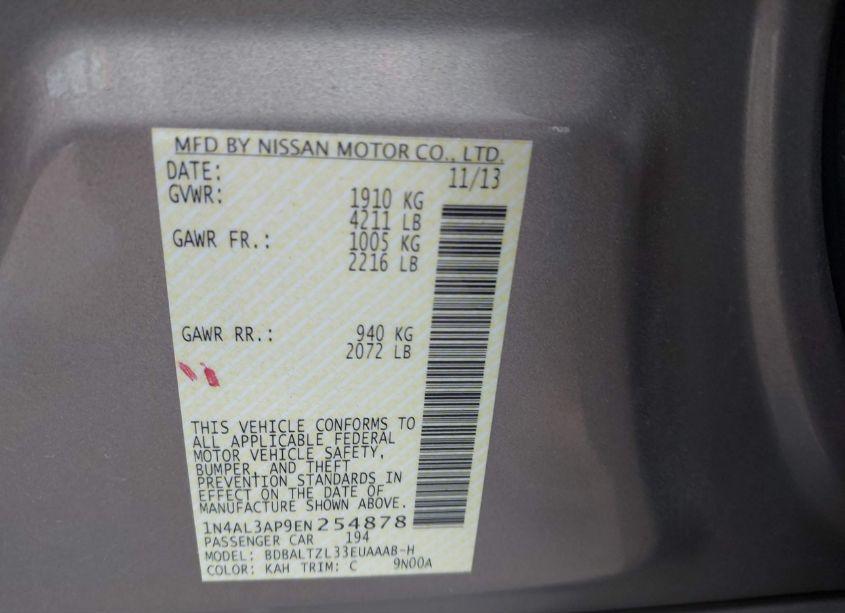 MFD BY NISSAN MOTOR CO., LTD.
DATE: 11/13
GVWR: 1910 KG
4211 LB
GAWR FR.: 1005 KG
2216 LB
GAWR RR.: 940 KG
2072 LB
THIS VEHICLE CONFORMS TO
ALL APPLICABLE FEDERAL
MOTOR VEHICLE SAFETY,
BUMPER, AND THEFT
PREVENTION STANDARDS IN
EFFECT ON THE DATE OF
MANUFACTURE SHOWN ABOVE.
1N4AL3AP9EN254878
PASSENGER CAR 194
MODEL: BDBALTZL33EUAAAB-H
COLOR: KAH TRIM: C 9N00A